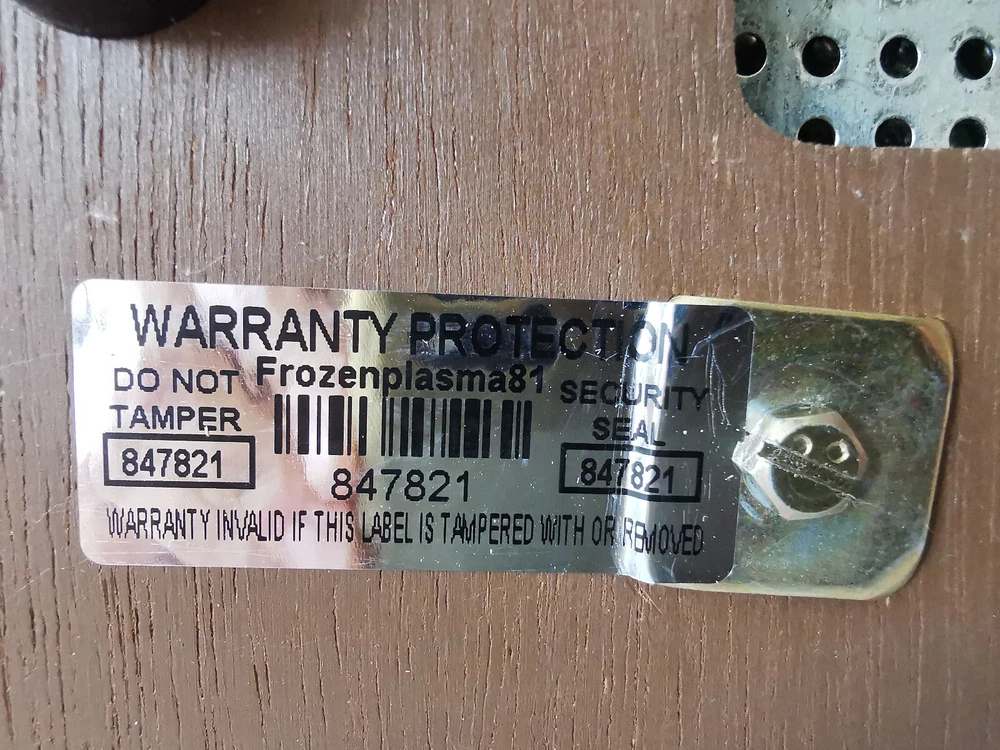 WARRANTY PROTECTION
Frozenplasma81
DO NOT
TAMPER
847821
847821
SECURITY
SEAL
847821
WARRANTY INVALID IF THIS LABEL IS TAMPERED WITH OR REMOVED